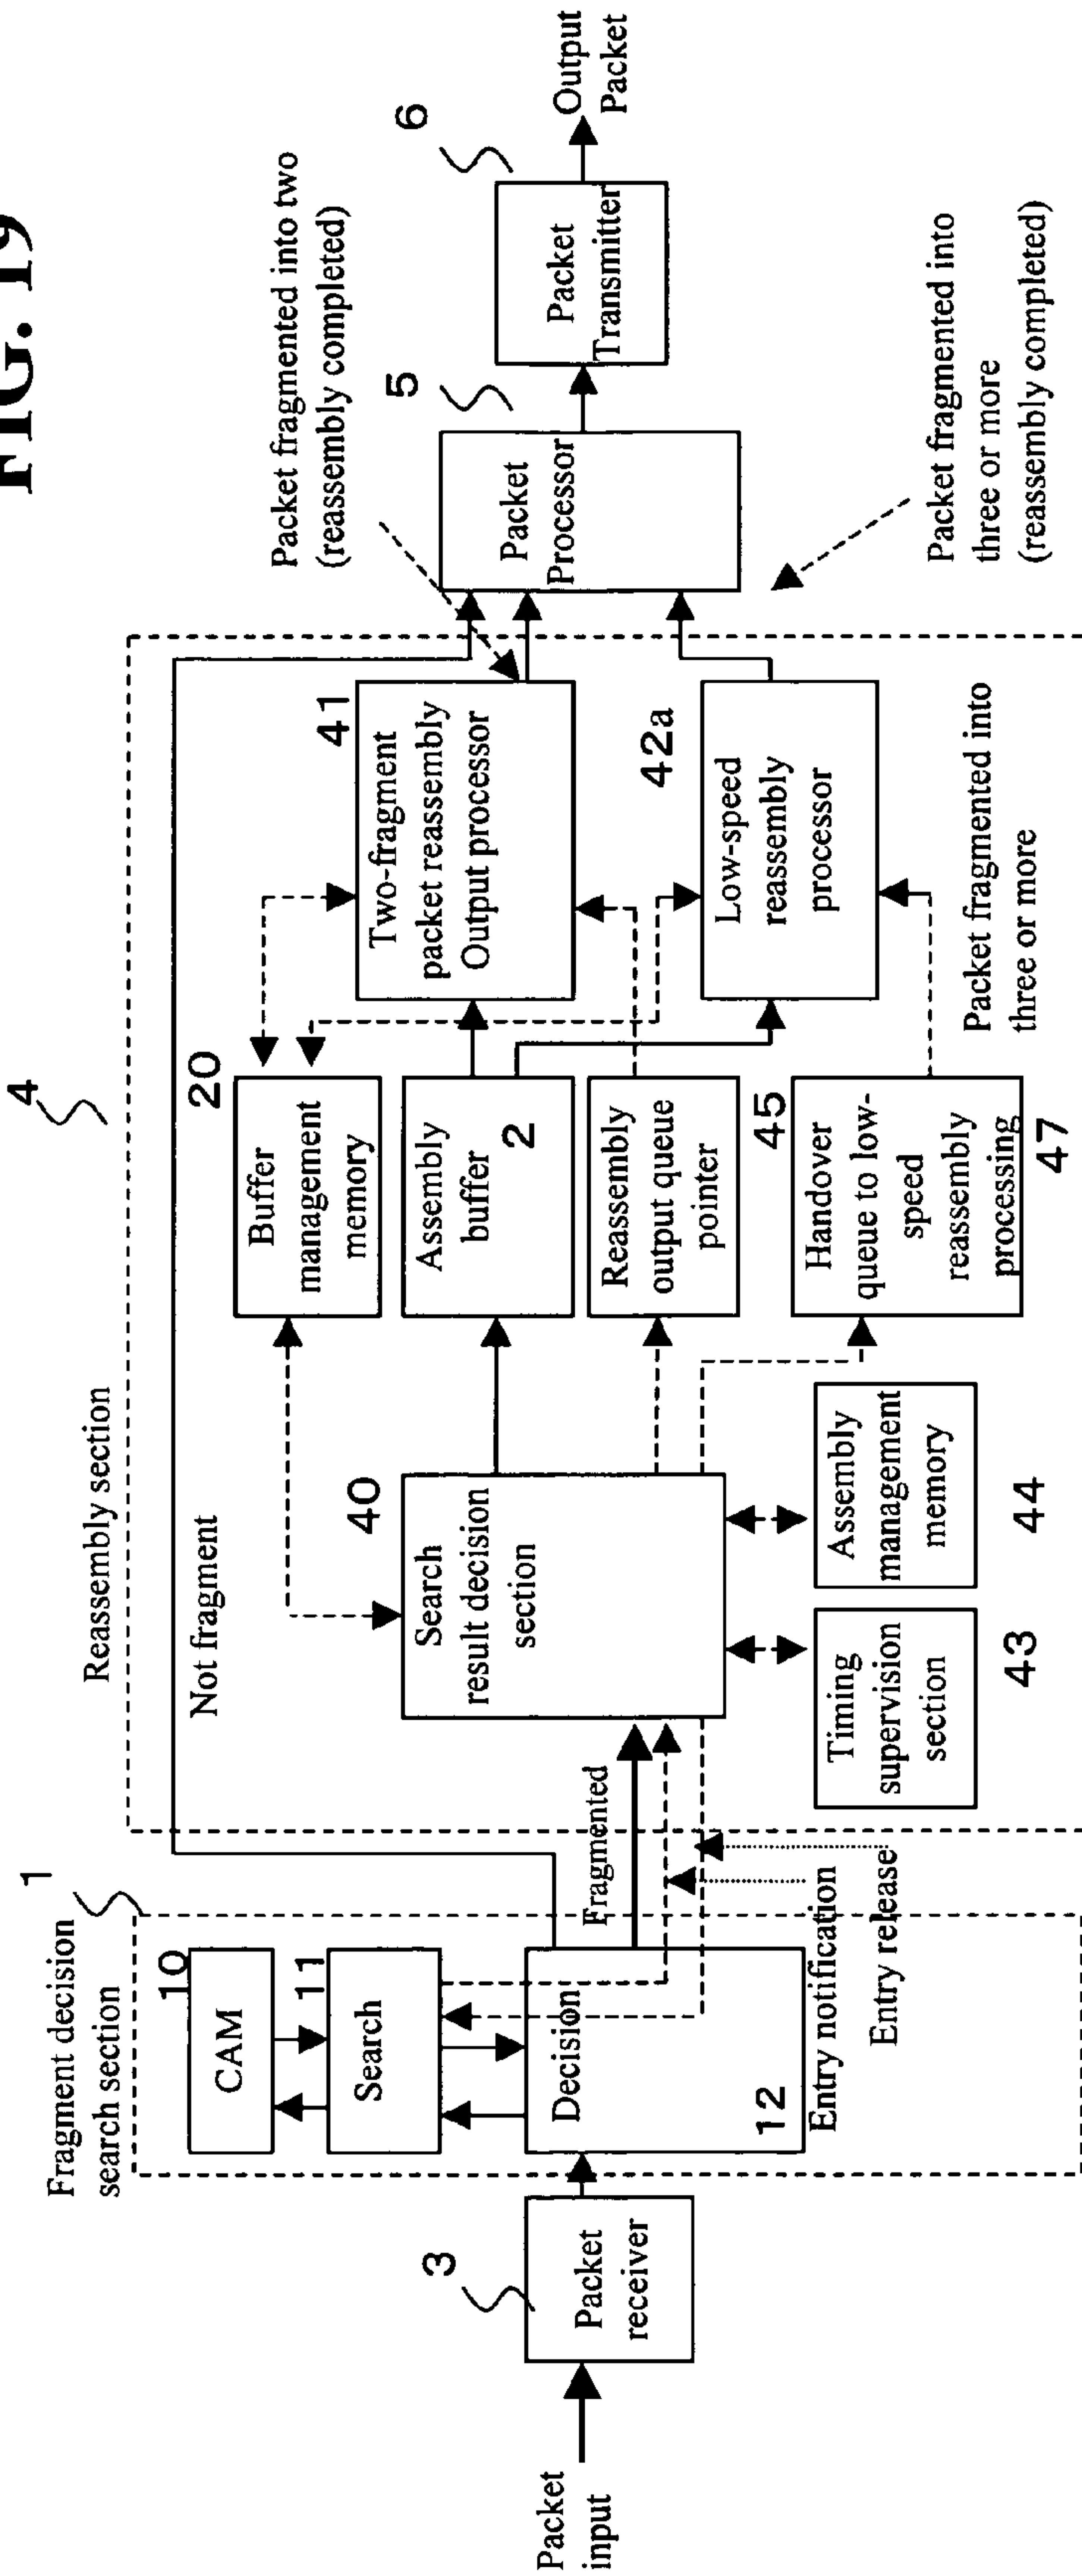 FIG. 19
Reassembly section
4
Fragment decision
search section
1
Not fragment
Packet
input
Packet
receiver
3
CAM
10
Search
11
Decision
12
Fragmented
Entry notification
Entry release
Search
result decision
section
40
Timing
supervision
section
43
Assembly
management
memory
44
Buffer
management
memory
20
Assembly
buffer
2
Reassembly
output queue
pointer
45
Handover
queue to low-
speed
reassembly
processing
47
Two-fragment
packet reassembly
Output processor
41
Low-speed
reassembly
processor
42a
Packet fragmented into
three or more
Packet
Processor
5
Packet fragmented into two
(reassembly completed)
Packet fragmented into
three or more
(reassembly completed)
Packet
Transmitter
6
Output
Packet